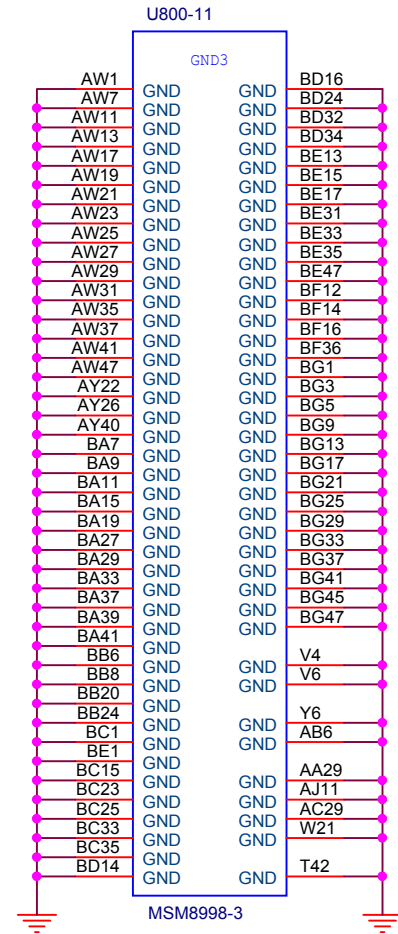 U800-11
GND3
AW1 GND GND BD16
AW7 GND GND BD24
AW11 GND GND BD32
AW13 GND GND BD34
AW17 GND GND BE13
AW19 GND GND BE15
AW21 GND GND BE17
AW23 GND GND BE31
AW25 GND GND BE33
AW27 GND GND BE35
AW29 GND GND BE47
AW31 GND GND BF12
AW35 GND GND BF14
AW37 GND GND BF16
AW41 GND GND BF36
AW47 GND GND BG1
AY22 GND GND BG3
AY26 GND GND BG5
AY40 GND GND BG9
BA7 GND GND BG13
BA9 GND GND BG17
BA11 GND GND BG21
BA15 GND GND BG25
BA19 GND GND BG29
BA27 GND GND BG33
BA29 GND GND BG37
BA33 GND GND BG41
BA37 GND GND BG45
BA39 GND GND BG47
BA41 GND
BB6 GND GND V4
BB8 GND GND V6
BB20 GND
BB24 GND GND Y6
BC1 GND GND AB6
BE1 GND
BC15 GND GND AA29
BC23 GND GND AJ11
BC25 GND GND AC29
BC33 GND GND W21
BC35 GND
BD14 GND GND T42
MSM8998-3